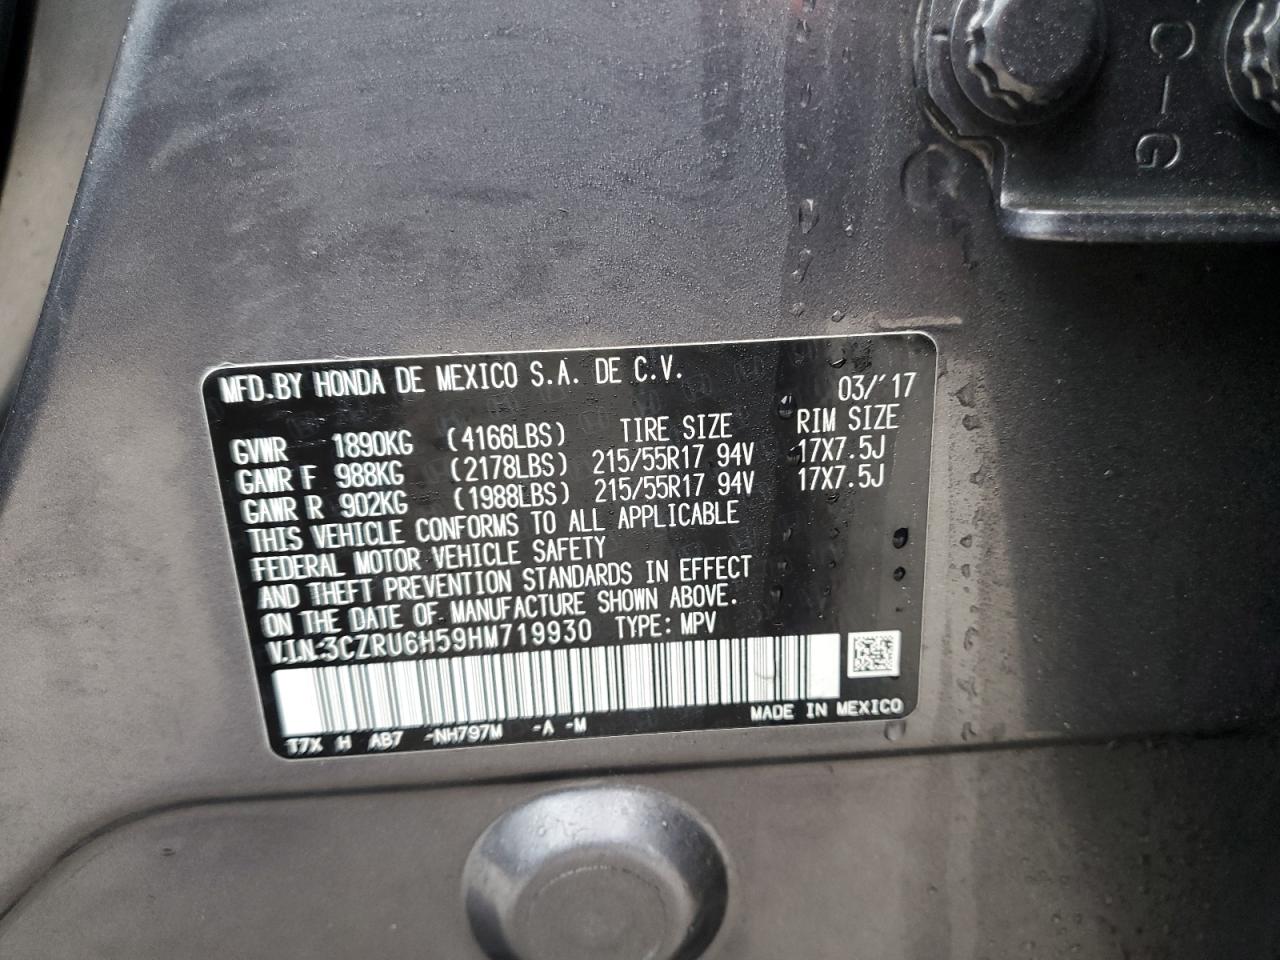 C-G
MFD.BY HONDA DE MEXICO S.A. DE C.V. 03/'17
GVWR 1890KG (4166LBS) TIRE SIZE RIM SIZE
GAWR F 988KG (2178LBS) 215/55R17 94V 17X7.5J
GAWR R 902KG (1988LBS) 215/55R17 94V 17X7.5J
THIS VEHICLE CONFORMS TO ALL APPLICABLE
FEDERAL MOTOR VEHICLE SAFETY
AND THEFT PREVENTION STANDARDS IN EFFECT
ON THE DATE OF MANUFACTURE SHOWN ABOVE.
V.I.N:3CZRU6H59HM719930 TYPE: MPV
MADE IN MEXICO
T7X H AB7 -NH797M -A -M